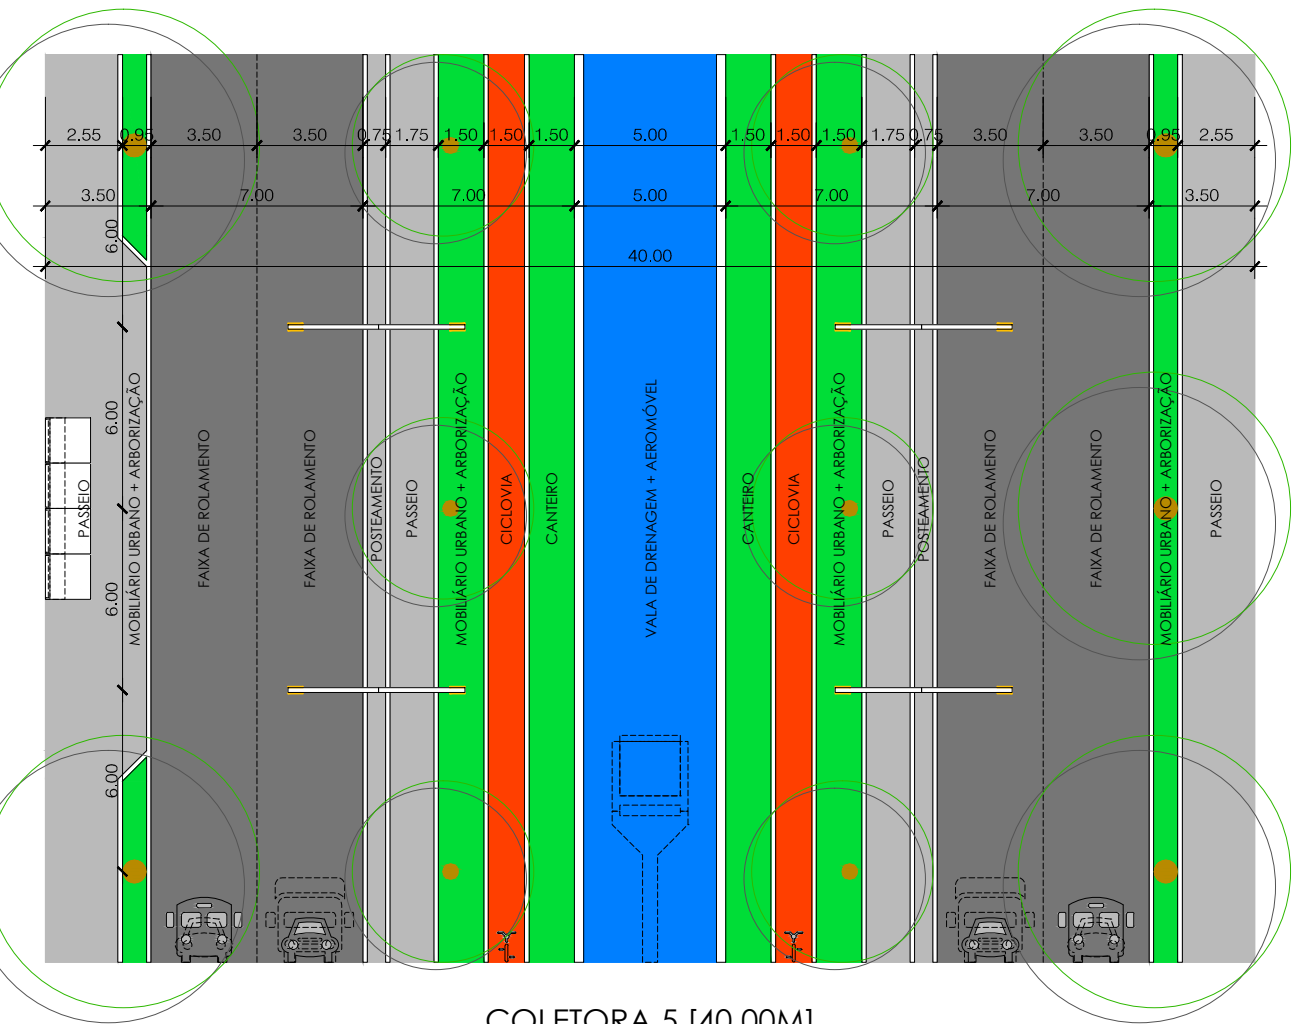 2.55 0.95 3.50 3.50 0.75 1.75 1.50 1.50 1.50 5.00 1.50 1.50 1.50 1.75 0.75 3.50 3.50 0.95 2.55
3.50 7.00 7.00 5.00 7.00 7.00 3.50
40.00
6.00
6.00
6.00
6.00
PASSEIO
MOBILIÁRIO URBANO + ARBORIZAÇÃO
FAIXA DE ROLAMENTO
FAIXA DE ROLAMENTO
POSTEAMENTO
PASSEIO
MOBILIÁRIO URBANO + ARBORIZAÇÃO
CICLOVIA
CANTEIRO
VALA DE DRENAGEM + AEROMÓVEL
CANTEIRO
CICLOVIA
MOBILIÁRIO URBANO + ARBORIZAÇÃO
PASSEIO
POSTEAMENTO
FAIXA DE ROLAMENTO
FAIXA DE ROLAMENTO
MOBILIÁRIO URBANO + ARBORIZAÇÃO
PASSEIO
COLETORA 5 [40.00M]